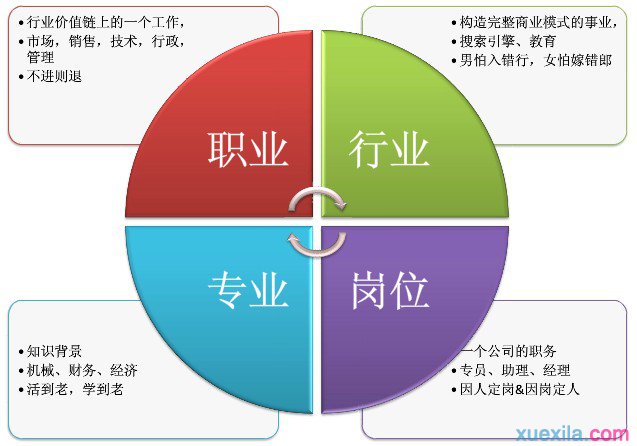 •行业价值链上的一个工作，
•市场，销售，技术，行政，
管理
•不进则退
•构造完整商业模式的事业，
•搜索引擎、教育
•男怕入错行，女怕嫁错郎
职业
行业
专业
岗位
•知识背景
•机械、财务、经济
•活到老，学到老
一个公司的职务
•专员、助理、经理
•因人定岗&因岗定人
xuexila.com